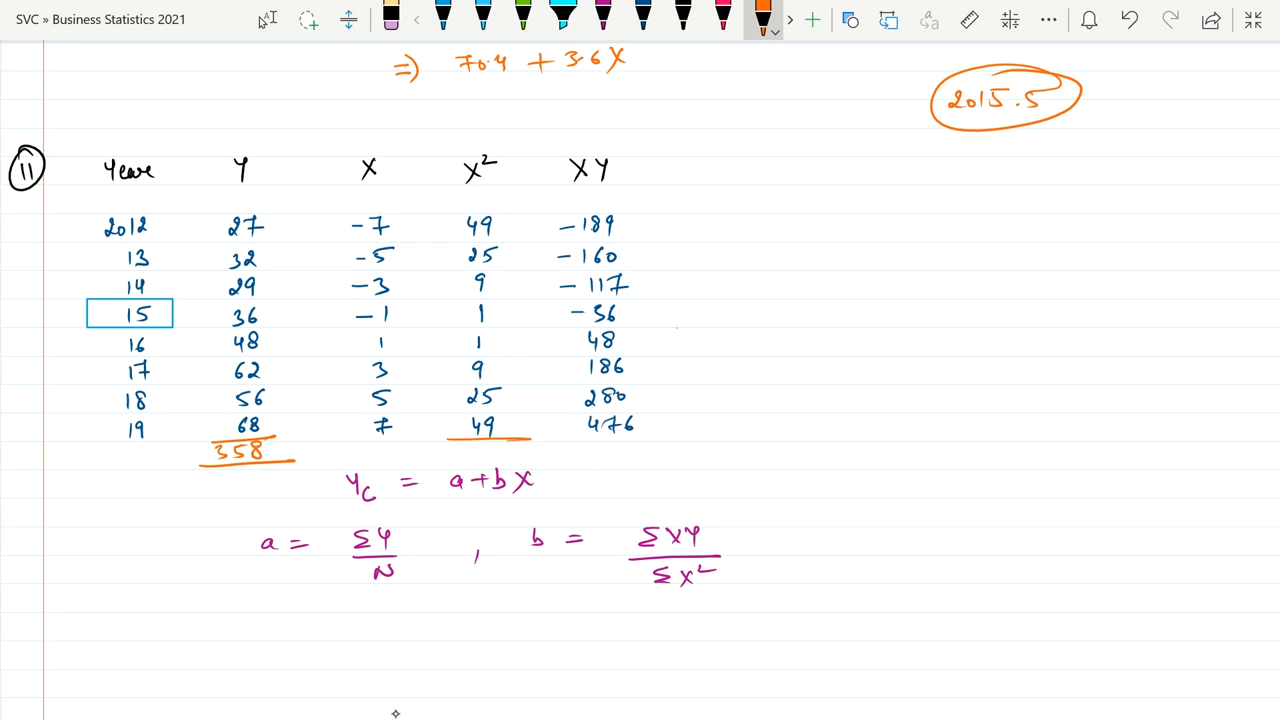 SVC » Business Statistics 2021
⇒) 70.4 + 3.6X
2015.5
11 Year Y X X² XY
2012 27 -7 49 -189
13 32 -5 25 -160
14 29 -3 9 -117
15 36 -1 1 -36
16 48 1 1 48
17 62 3 9 186
18 56 5 25 280
19 68 7 49 476
358
Yc = a+bX
a = ΣY / N , b = ΣXY / ΣX²